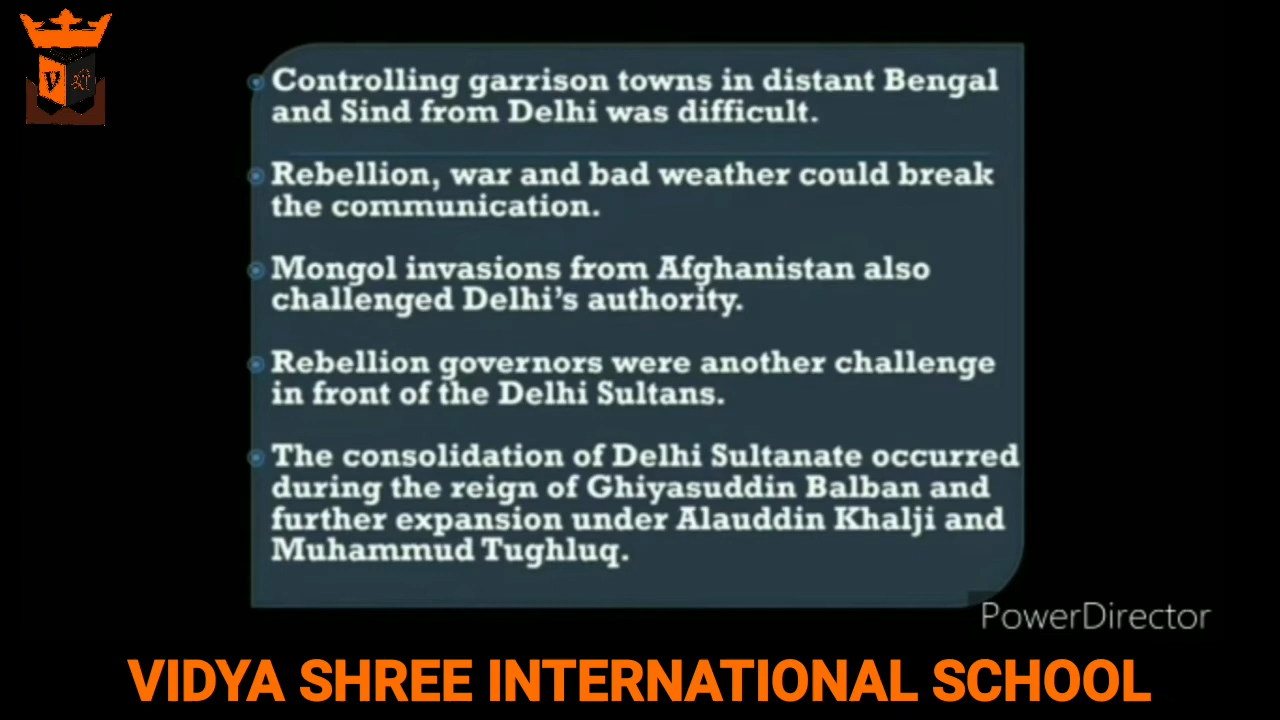 Controlling garrison towns in distant Bengal
and Sind from Delhi was difficult.
Rebellion, war and bad weather could break
the communication.
Mongol invasions from Afghanistan also
challenged Delhi’s authority.
Rebellion governors were another challenge
in front of the Delhi Sultans.
The consolidation of Delhi Sultanate occurred
during the reign of Ghiyasuddin Balban and
further expansion under Alauddin Khalji and
Muhammud Tughluq.
PowerDirector
VIDYA SHREE INTERNATIONAL SCHOOL